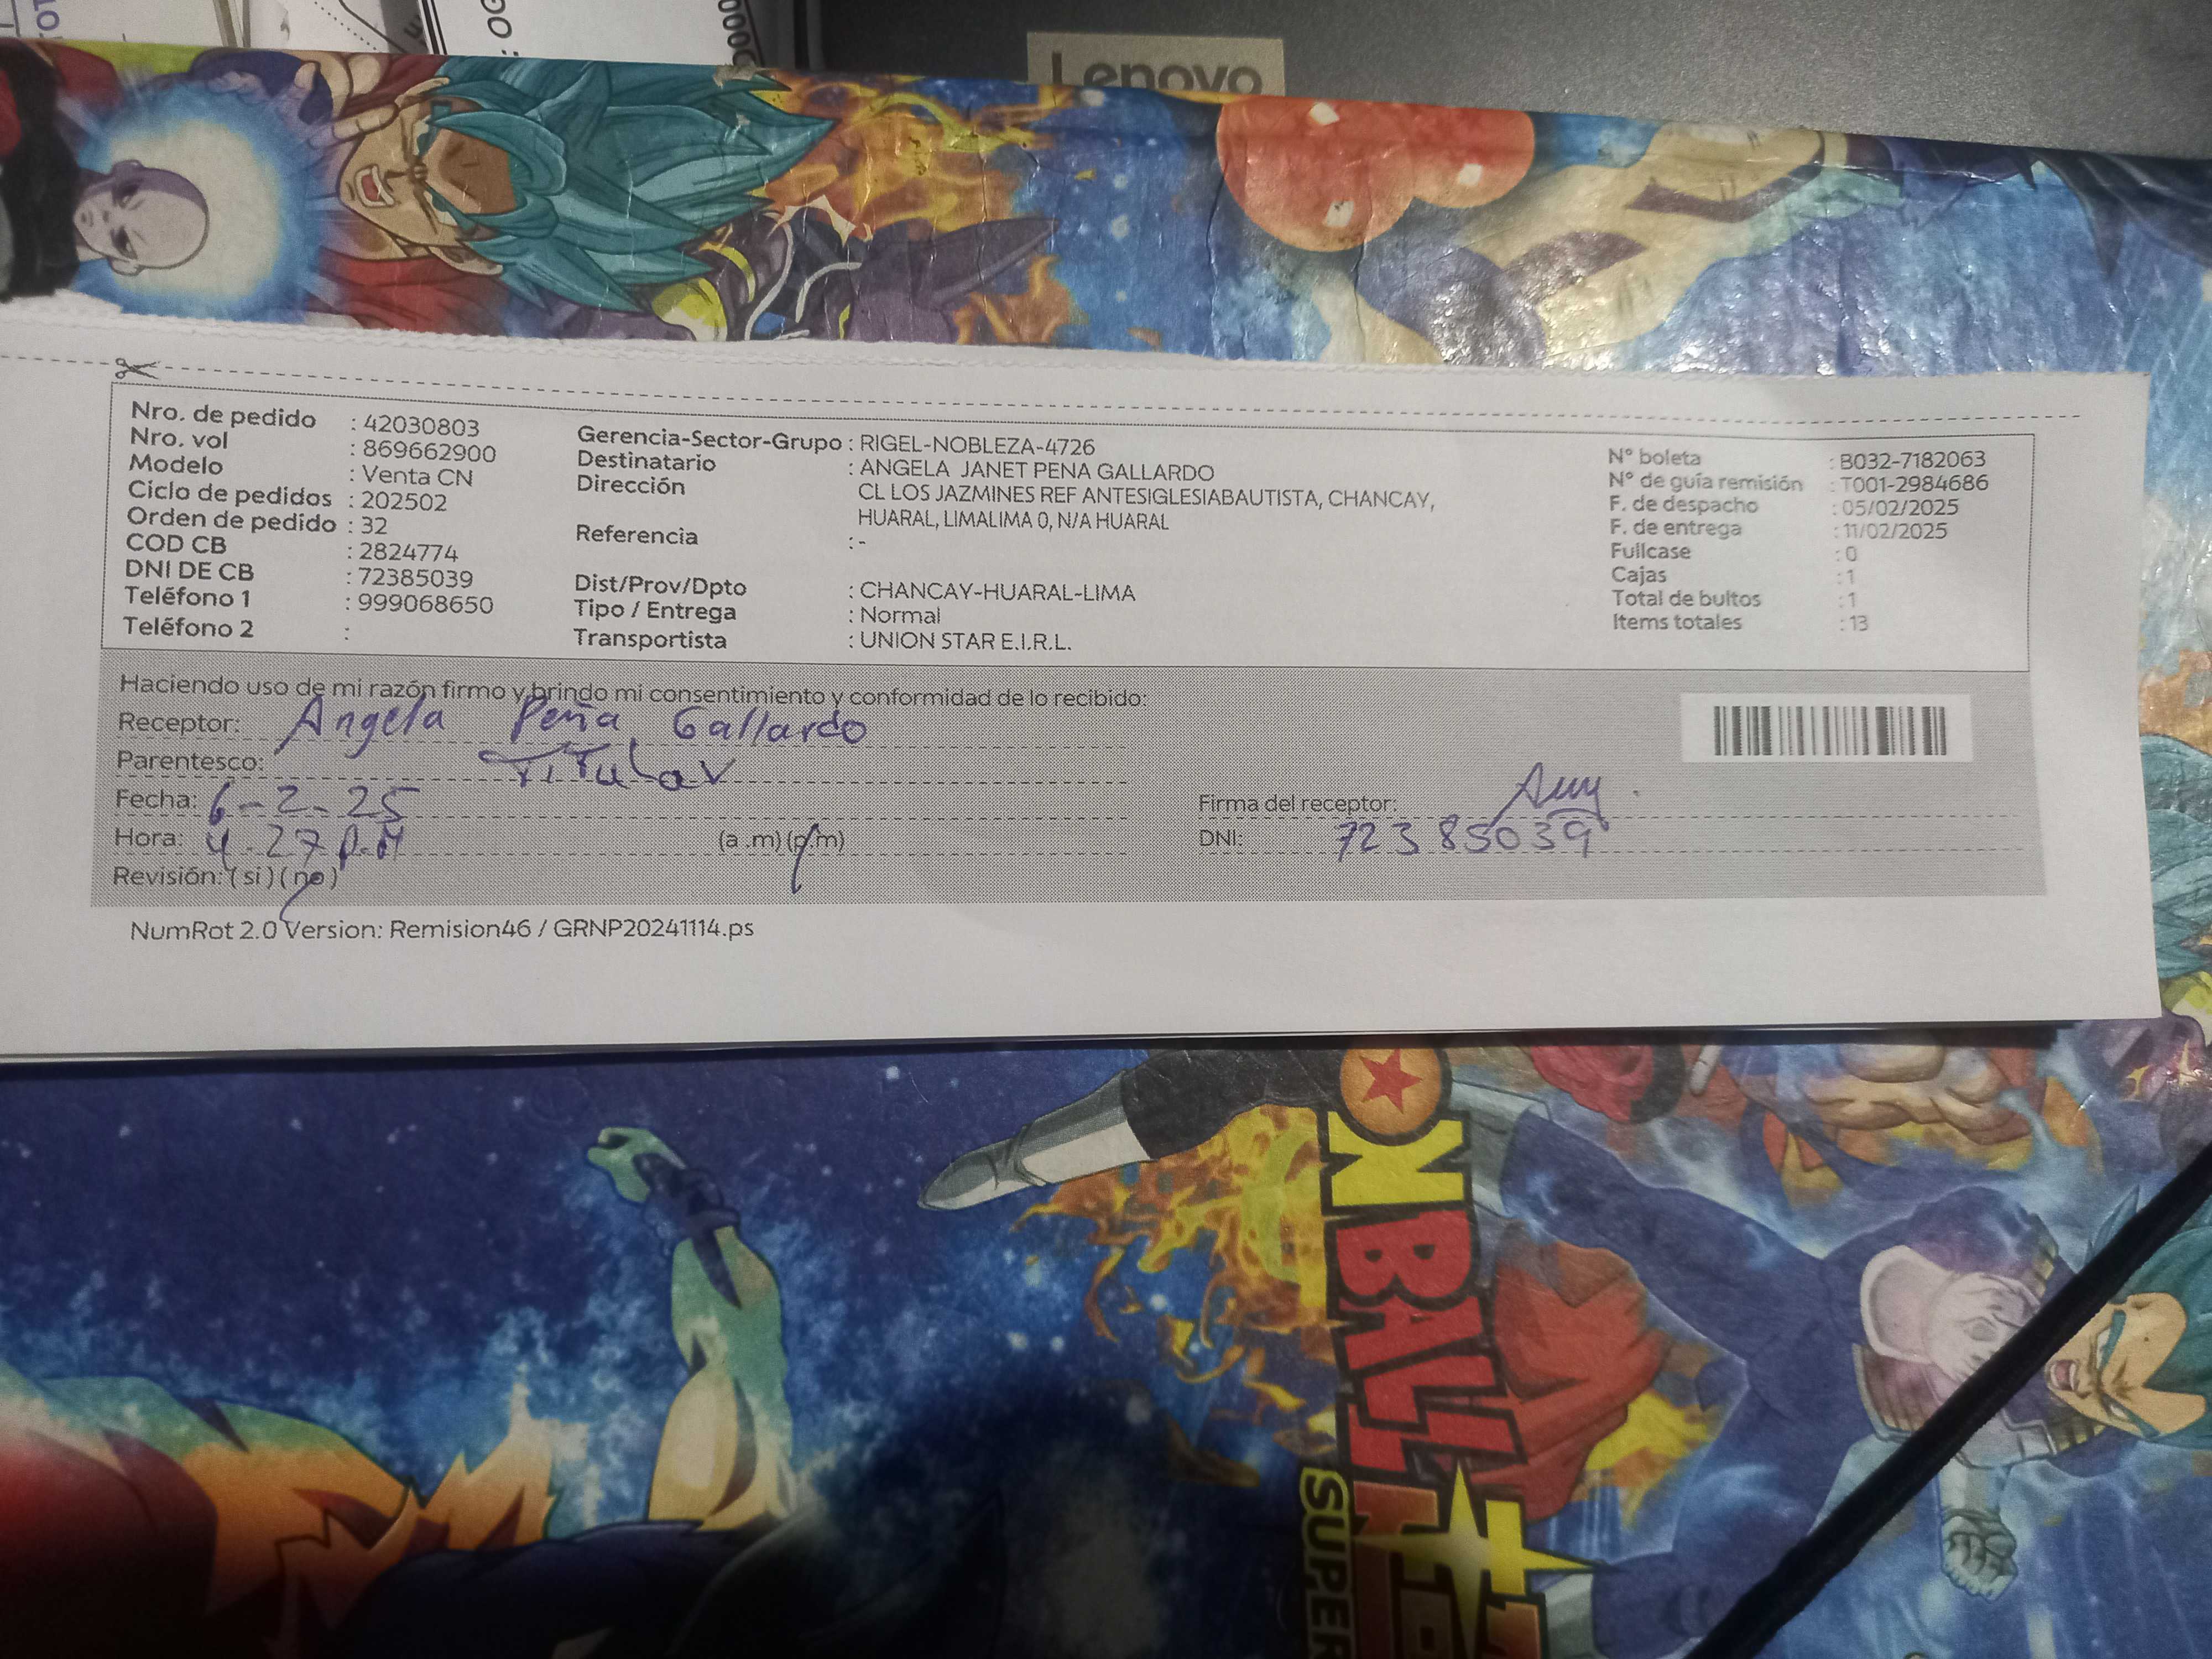 Lenovo
Nro. de pedido : 42030803
Nro. vol : 869662900
Modelo : Venta CN
Ciclo de pedidos : 202502
Orden de pedido : 32
COD CB : 2824774
DNI DE CB : 72385039
Teléfono 1 : 999068650
Teléfono 2 :
Gerencia-Sector-Grupo : RIGEL-NOBLEZA-4726
Destinatario : ANGELA JANET PENA GALLARDO
Dirección CL LOS JAZMINES REF ANTESIGLESIABAUTISTA, CHANCAY,
HUARAL, LIMALIMA 0, N/A HUARAL
Referencia : -
Dist/Prov/Dpto : CHANCAY-HUARAL-LIMA
Tipo / Entrega : Normal
Transportista : UNION STAR E.I.R.L.
N° boleta : B032-7182063
N° de guía remisión : T001-2984686
F. de despacho : 05/02/2025
F. de entrega : 11/02/2025
Fullcase : 0
Cajas : 1
Total de bultos : 1
Items totales : 13
Haciendo uso de mi razón firmo y brindo mi consentimiento y conformidad de lo recibido:
Receptor: Angela Peña Gallardo
Parentesco: Titular
Fecha: 6-2-25
Hora: 4.27 p.m (a .m) (p.m)
Revisión: ( si ) ( no )
Firma del receptor:
DNI: 72385039
NumRot 2.0 Version: Remision46 / GRNP20241114.ps
ON BALL
SUPER